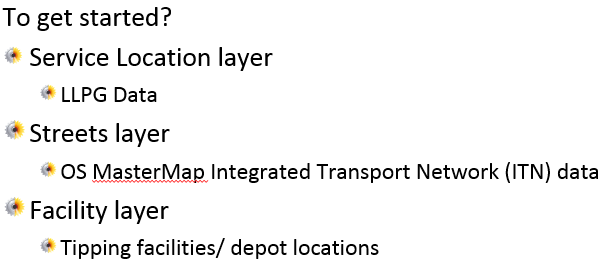 To get started?
Service Location layer
LLPG Data
Streets layer
OS MasterMap Integrated Transport Network (ITN) data
Facility layer
Tipping facilities/ depot locations